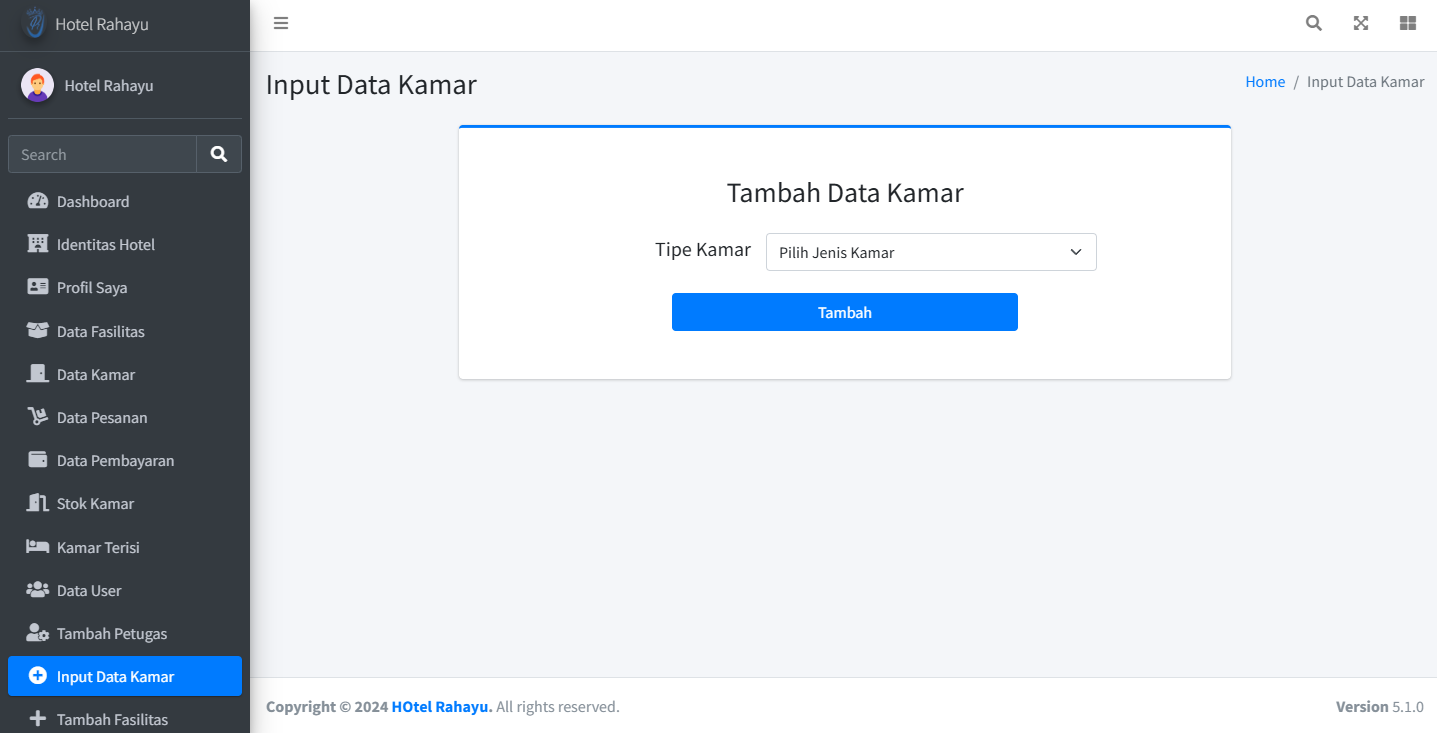 Hotel Rahayu
Hotel Rahayu
Search
Dashboard
Identitas Hotel
Profil Saya
Data Fasilitas
Data Kamar
Data Pesanan
Data Pembayaran
Stok Kamar
Kamar Terisi
Data User
Tambah Petugas
Input Data Kamar
Tambah Fasilitas
Input Data Kamar
Home / Input Data Kamar
Tambah Data Kamar
Tipe Kamar Pilih Jenis Kamar
Tambah
Copyright © 2024 HOtel Rahayu. All rights reserved.
Version 5.1.0